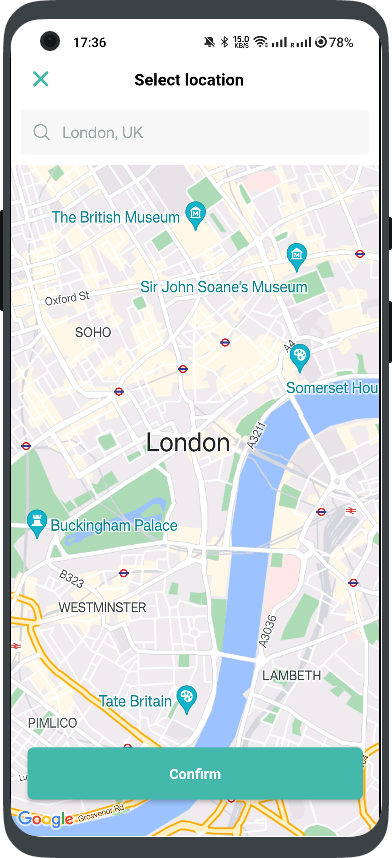 17:36
15.0
KB/S
R
78%
Select location
London, UK
The British Museum
Sir John Soane's Museum
Oxford St
SOHO
A4
Somerset Hou
London
A3211
Buckingham Palace
B323
WESTMINSTER
A3036
LAMBETH
Tate Britain
PIMLICO
Confirm
Google
Grosvenor Rd